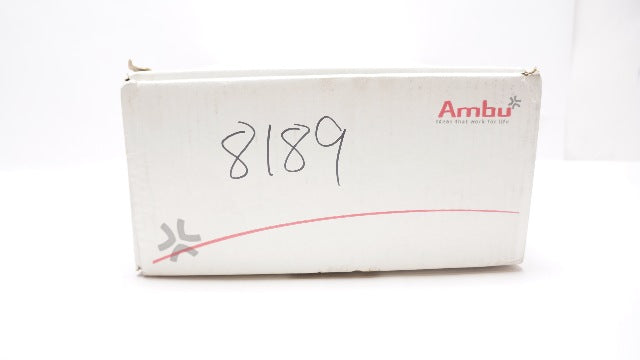 Ambu
Ideas that work for life
8189